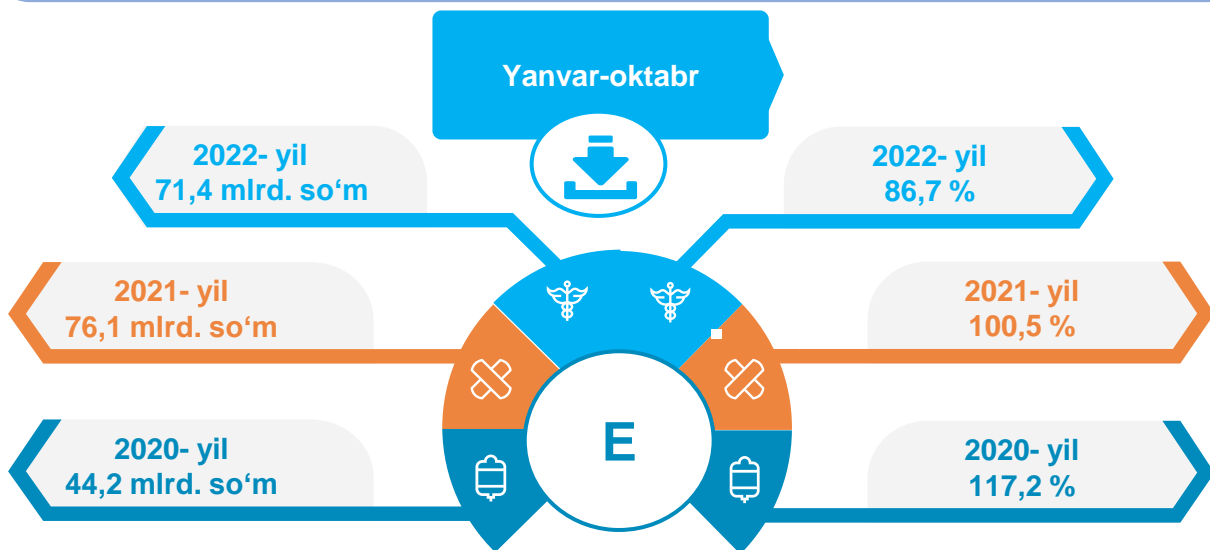 Yanvar-oktabr
2022- yil
71,4 mlrd. so‘m
2022- yil
86,7 %
2021- yil
76,1 mlrd. so‘m
2021- yil
100,5 %
E
2020- yil
44,2 mlrd. so‘m
2020- yil
117,2 %